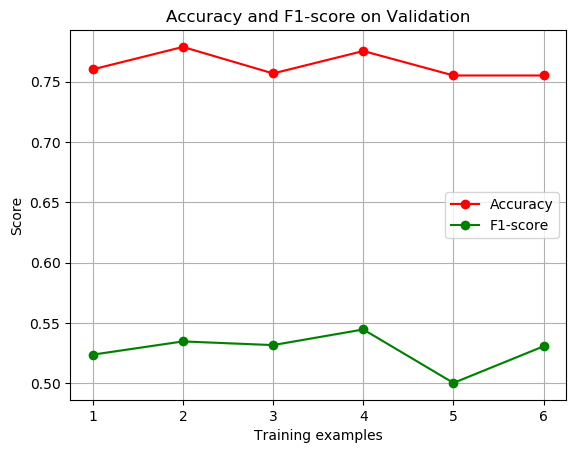 Accuracy and F1-score on Validation
Score
0.75
0.70
0.65
0.60
0.55
0.50
Accuracy
F1-score
1 2 3 4 5 6
Training examples